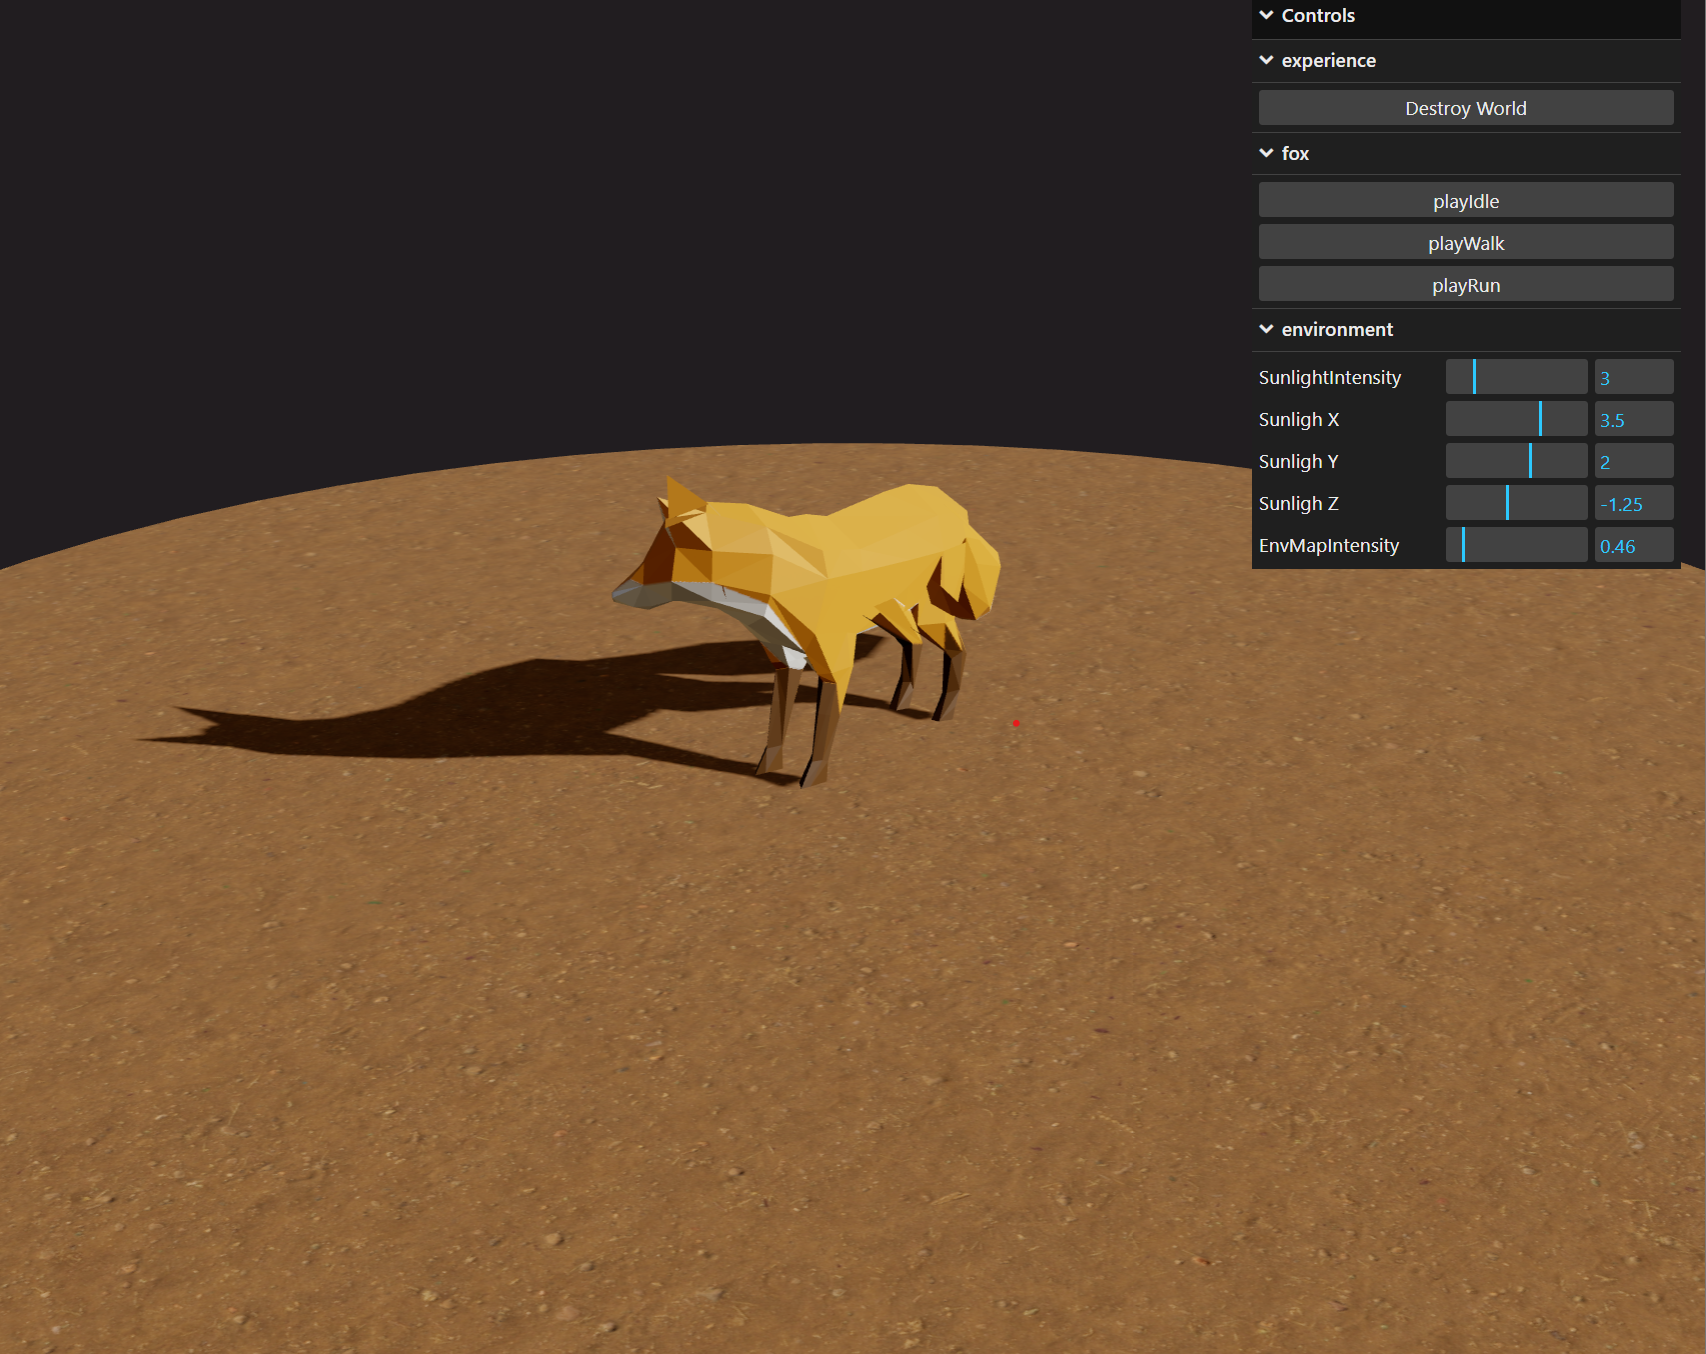 Controls
experience
Destroy World
fox
playIdle
playWalk
playRun
environment
SunlightIntensity 3
Sunligh X 3.5
Sunligh Y 2
Sunligh Z -1.25
EnvMapIntensity 0.46